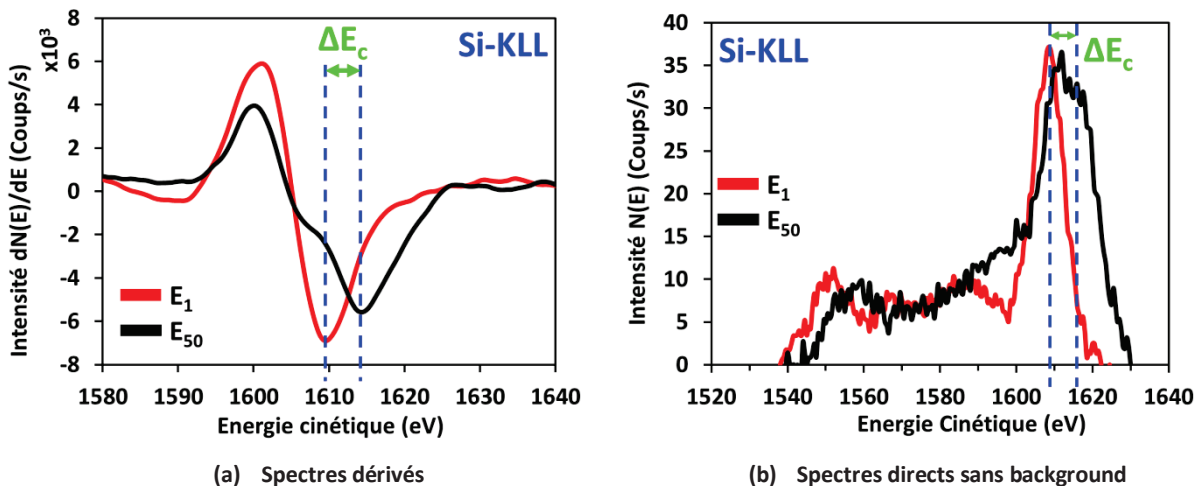 8
6
4
2
0
-2
-4
-6
-8
x10³
Intensité dN(E)/dE (Coups/s)
ΔEc
Si-KLL
E1
E50
1580 1590 1600 1610 1620 1630 1640
Energie cinétique (eV)
(a) Spectres dérivés
40
35
30
25
20
15
10
5
0
Intensité N(E) (Coups/s)
Si-KLL
ΔEc
E1
E50
1520 1540 1560 1580 1600 1620 1640
Energie Cinétique (eV)
(b) Spectres directs sans background